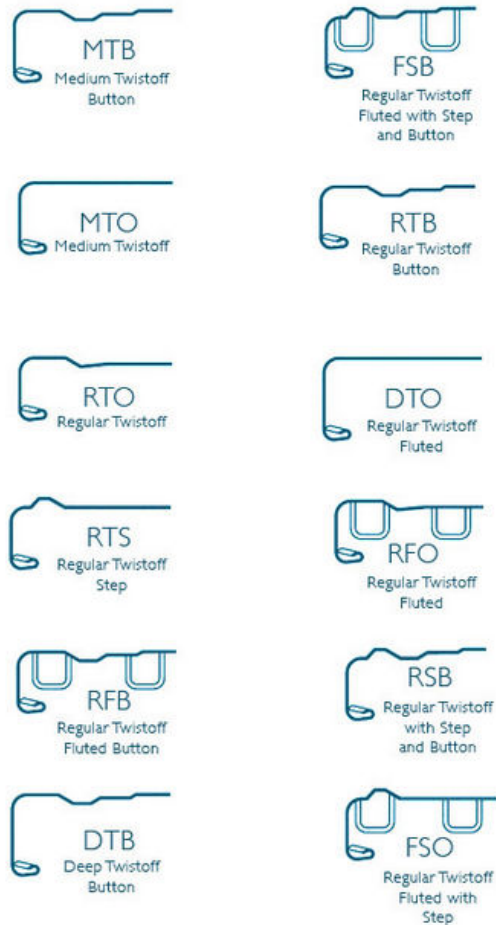 MTB
Medium Twistoff
Button
FSB
Regular Twistoff
Fluted with Step
and Button
MTO
Medium Twistoff
RTB
Regular Twistoff
Button
RTO
Regular Twistoff
DTO
Regular Twistoff
Fluted
RTS
Regular Twistoff
Step
RFO
Regular Twistoff
Fluted
RFB
Regular Twistoff
Fluted Button
RSB
Regular Twistoff
with Step
and Button
DTB
Deep Twistoff
Button
FSO
Regular Twistoff
Fluted with
Step